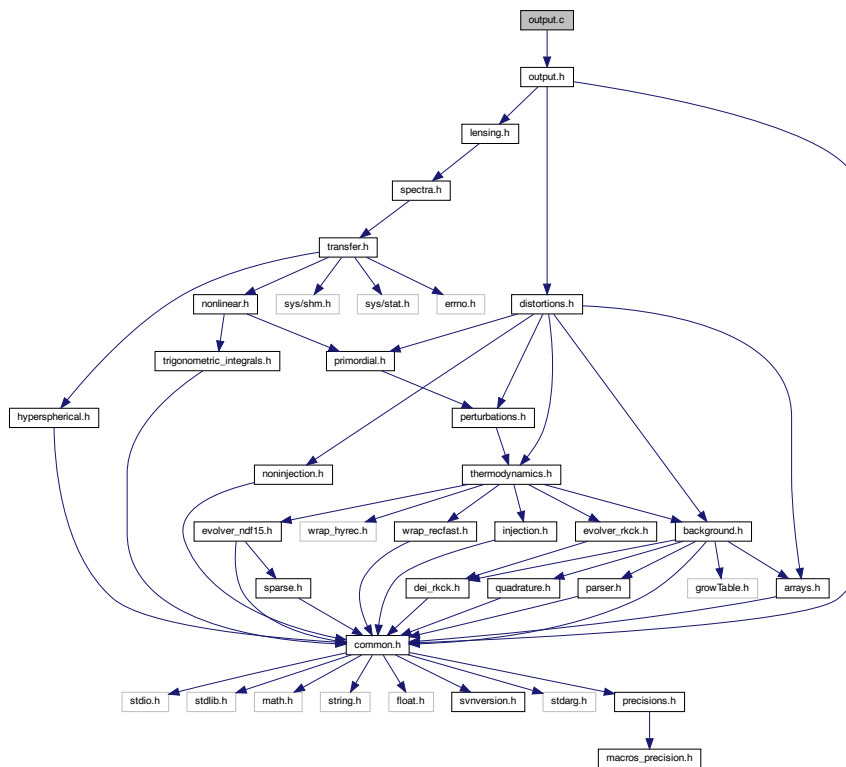 output.c
output.h
lensing.h
spectra.h
transfer.h
nonlinear.h
sys/shm.h
sys/stat.h
errno.h
distortions.h
trigonometric_integrals.h
primordial.h
hyperspherical.h
perturbations.h
noninjection.h
thermodynamics.h
evolver_ndf15.h
wrap_hyrec.h
wrap_recfast.h
injection.h
evolver_rkck.h
background.h
sparse.h
dei_rkck.h
quadrature.h
parser.h
growTable.h
arrays.h
common.h
stdio.h
stdlib.h
math.h
string.h
float.h
svnversion.h
stdarg.h
precisions.h
macros_precision.h